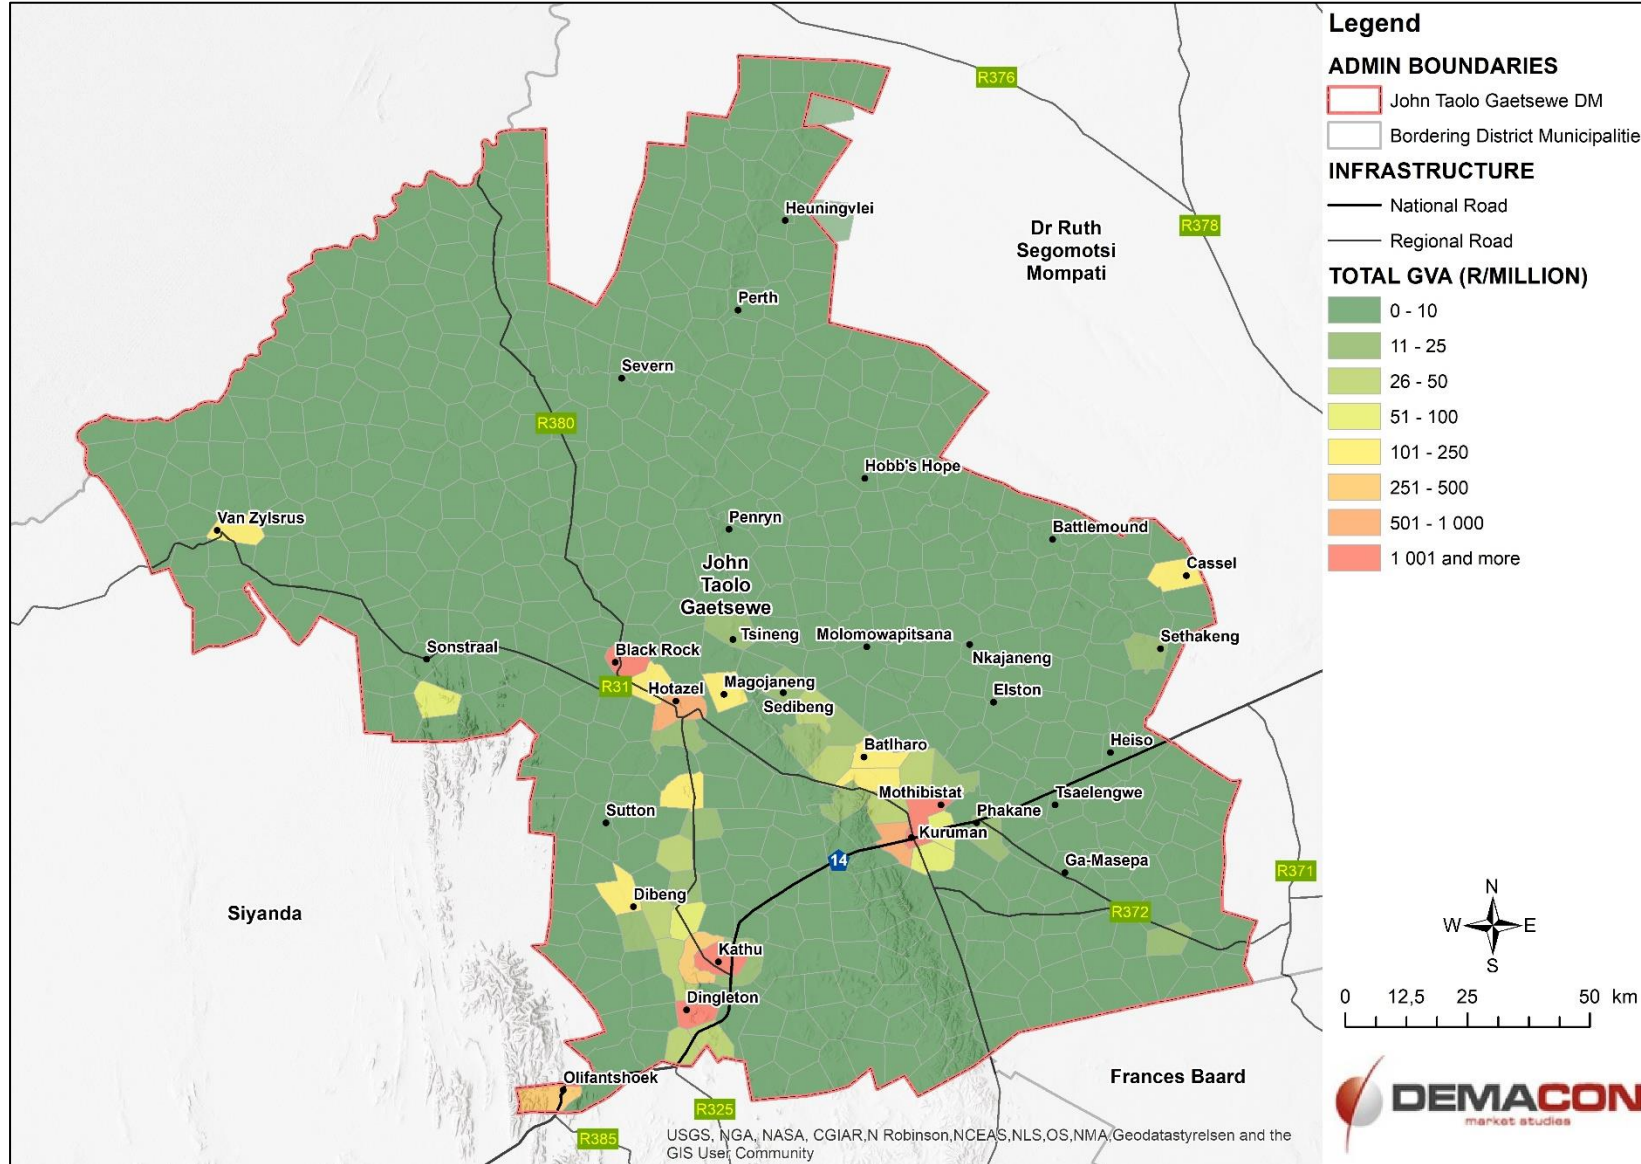 R376
R378
Heuningvlei
Dr Ruth
Segomotsi
Mompati
Perth
Severn
R380
Hobb's Hope
Van Zylsrus
Penryn
Battlemound
Cassel
John
Taolo
Gaetsewe
Tsineng
Molomowapitsana
Sethakeng
Sonstraal
Black Rock
Nkajaneng
R31
Hotazel
Magojaneng
Sedibeng
Elston
Batlharo
Heiso
Mothibistat
Phakane
Tsaelengwe
Sutton
Kuruman
14
Ga-Masepa
R371
Dibeng
Siyanda
R372
Kathu
Dingleton
Olifantshoek
Frances Baard
R325
R385
USGS, NGA, NASA, CGIAR,N Robinson,NCEAS,NLS,OS,NMA,Geodatastyrelsen and the
GIS User Community
Legend
ADMIN BOUNDARIES
John Taolo Gaetsewe DM
Bordering District Municipalitie
INFRASTRUCTURE
National Road
Regional Road
TOTAL GVA (R/MILLION)
0 - 10
11 - 25
26 - 50
51 - 100
101 - 250
251 - 500
501 - 1 000
1 001 and more
N
W E
S
0 12,5 25 50 km
DEMACON
market studies